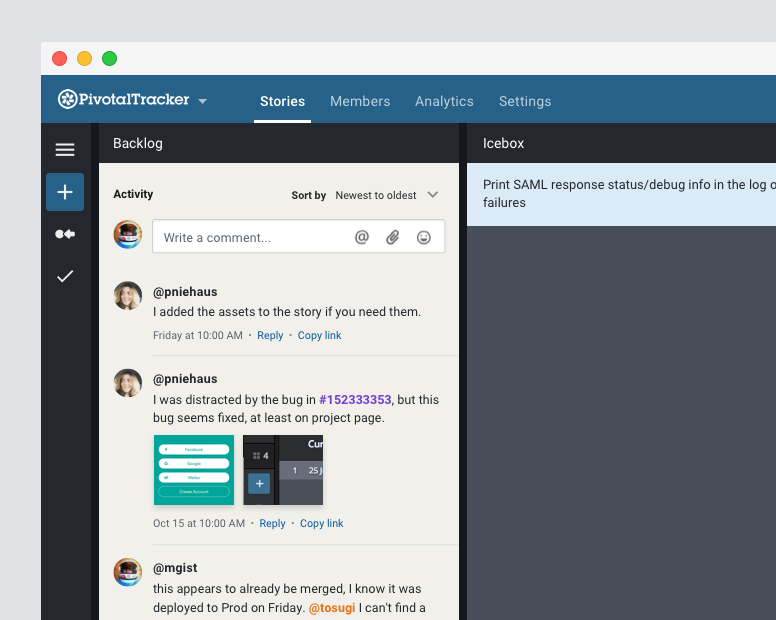 PivotalTracker
Stories Members Analytics Settings
Backlog
Activity
Sort by Newest to oldest
Write a comment... @
@pniehaus
I added the assets to the story if you need them.
Friday at 10:00 AM • Reply • Copy link
@pniehaus
I was distracted by the bug in #152333353, but this
bug seems fixed, at least on project page.
Facebook
Google
Mailbo
Create Account
Cur
4
1 25 J
+
Oct 15 at 10:00 AM • Reply • Copy link
@mgist
this appears to already be merged, I know it was
deployed to Prod on Friday. @tosugi I can't find a
Icebox
Print SAML response status/debug info in the log o
failures